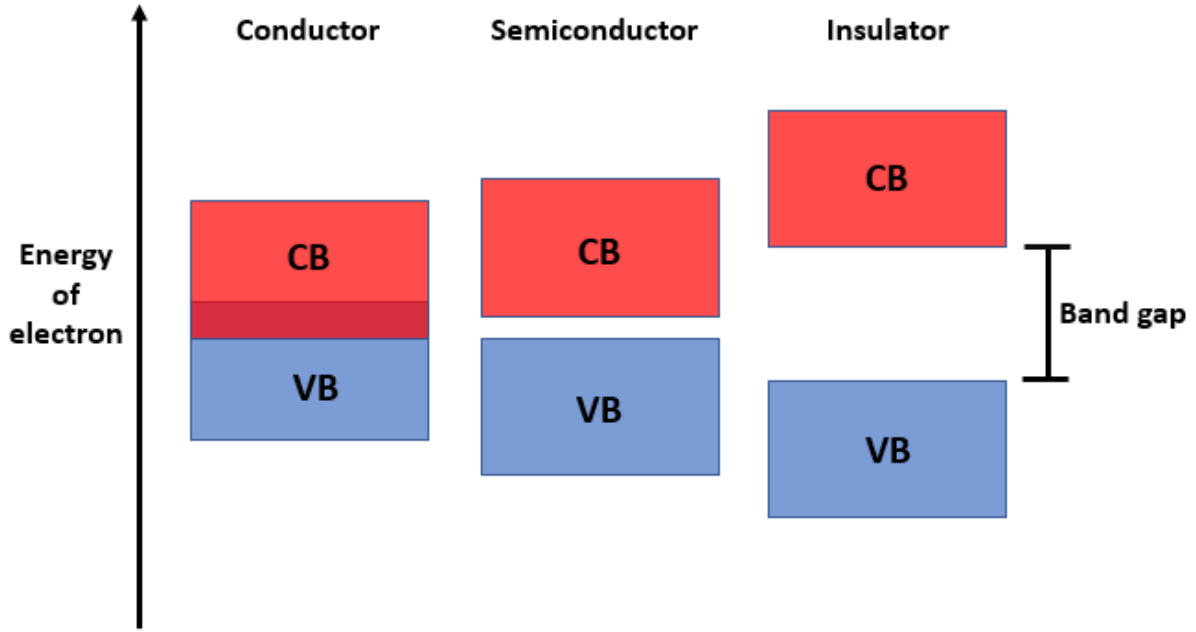 Conductor
Semiconductor
Insulator
Energy
of
electron
CB
VB
CB
VB
CB
VB
Band gap